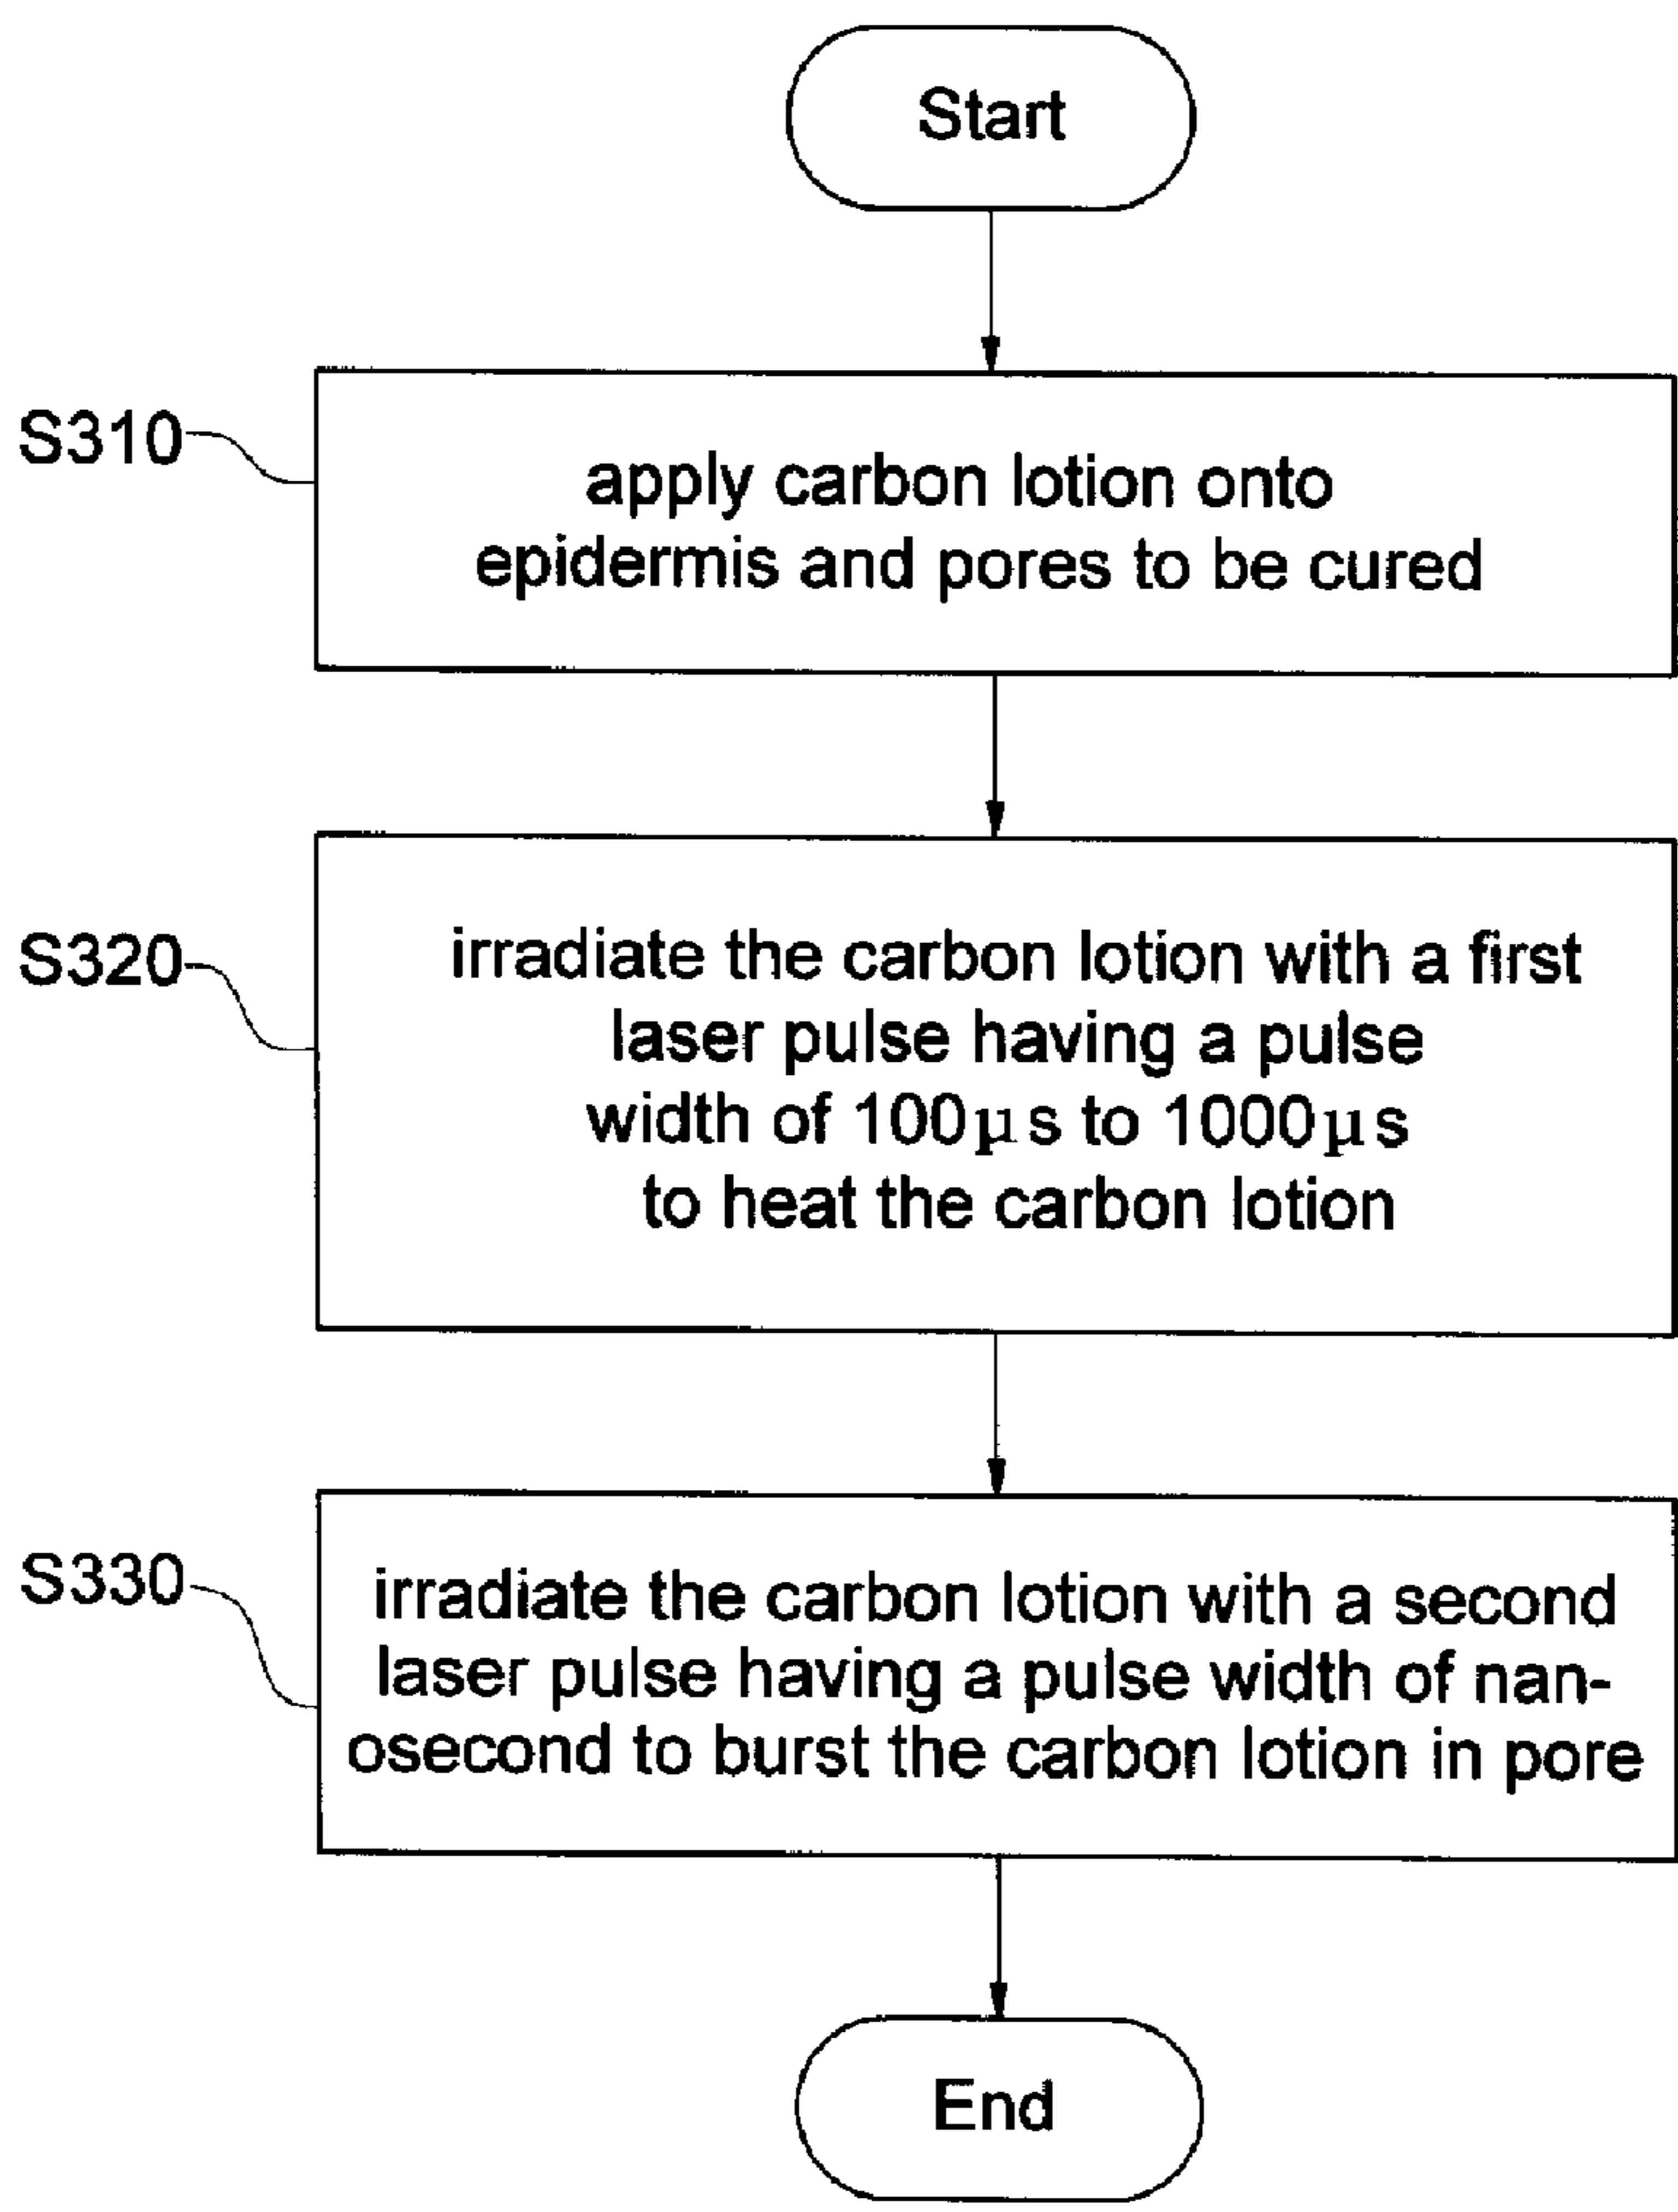 Start
S310
apply carbon lotion onto
epidermis and pores to be cured
S320
irradiate the carbon lotion with a first
laser pulse having a pulse
width of 100µs to 1000µs
to heat the carbon lotion
S330
irradiate the carbon lotion with a second
laser pulse having a pulse width of nan-
osecond to burst the carbon lotion in pore
End